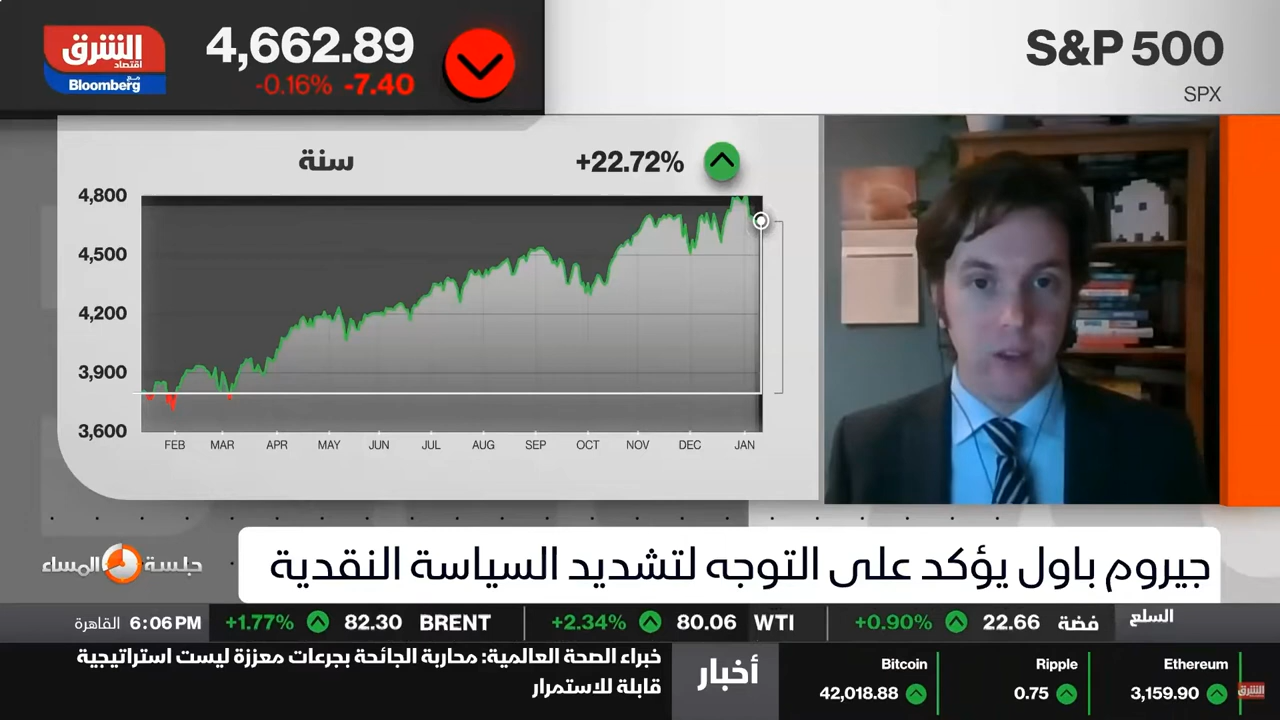 الشرق
اقتصاد
مع
Bloomberg
4,662.89
-0.16% -7.40
S&P 500
SPX
سنة
+22.72%
4,800
4,500
4,200
3,900
3,600
FEB MAR APR MAY JUN JUL AUG SEP OCT NOV DEC JAN
جيروم باول يؤكد على التوجه لتشديد السياسة النقدية
جلسة المساء
السلع
فضة 22.66 +0.90%
WTI 80.06 +2.34%
BRENT 82.30 +1.77%
6:06 PM القاهرة
أخبار
خبراء الصحة العالمية: محاربة الجائحة بجرعات معززة ليست استراتيجية
قابلة للاستمرار
Bitcoin
42,018.88
Ripple
0.75
Ethereum
3,159.90
الشرق